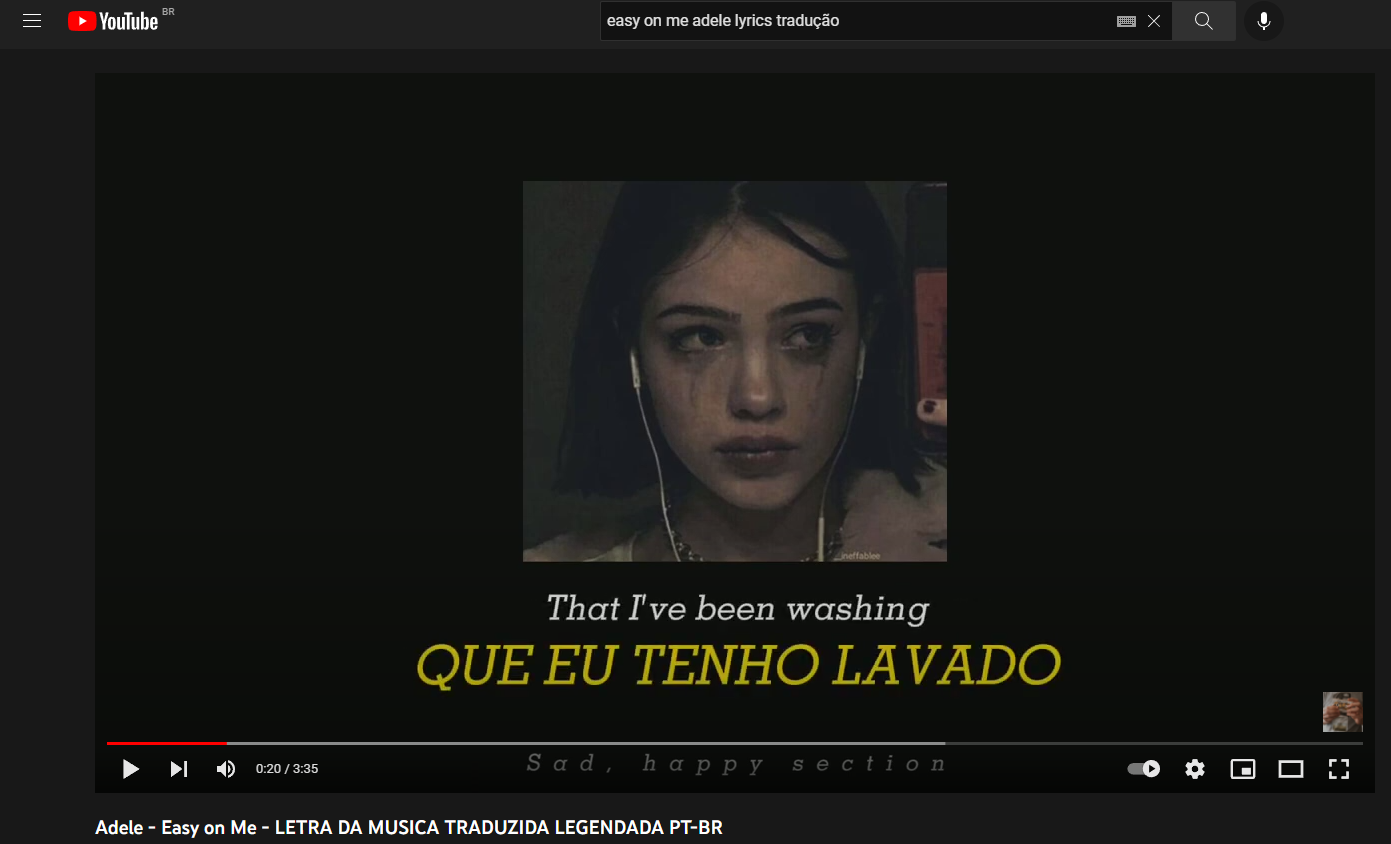 YouTube BR
easy on me adele lyrics tradução
_ineffablee
That I've been washing
QUE EU TENHO LAVADO
Sad, happy section
0:20 / 3:35
Adele - Easy on Me - LETRA DA MUSICA TRADUZIDA LEGENDADA PT-BR